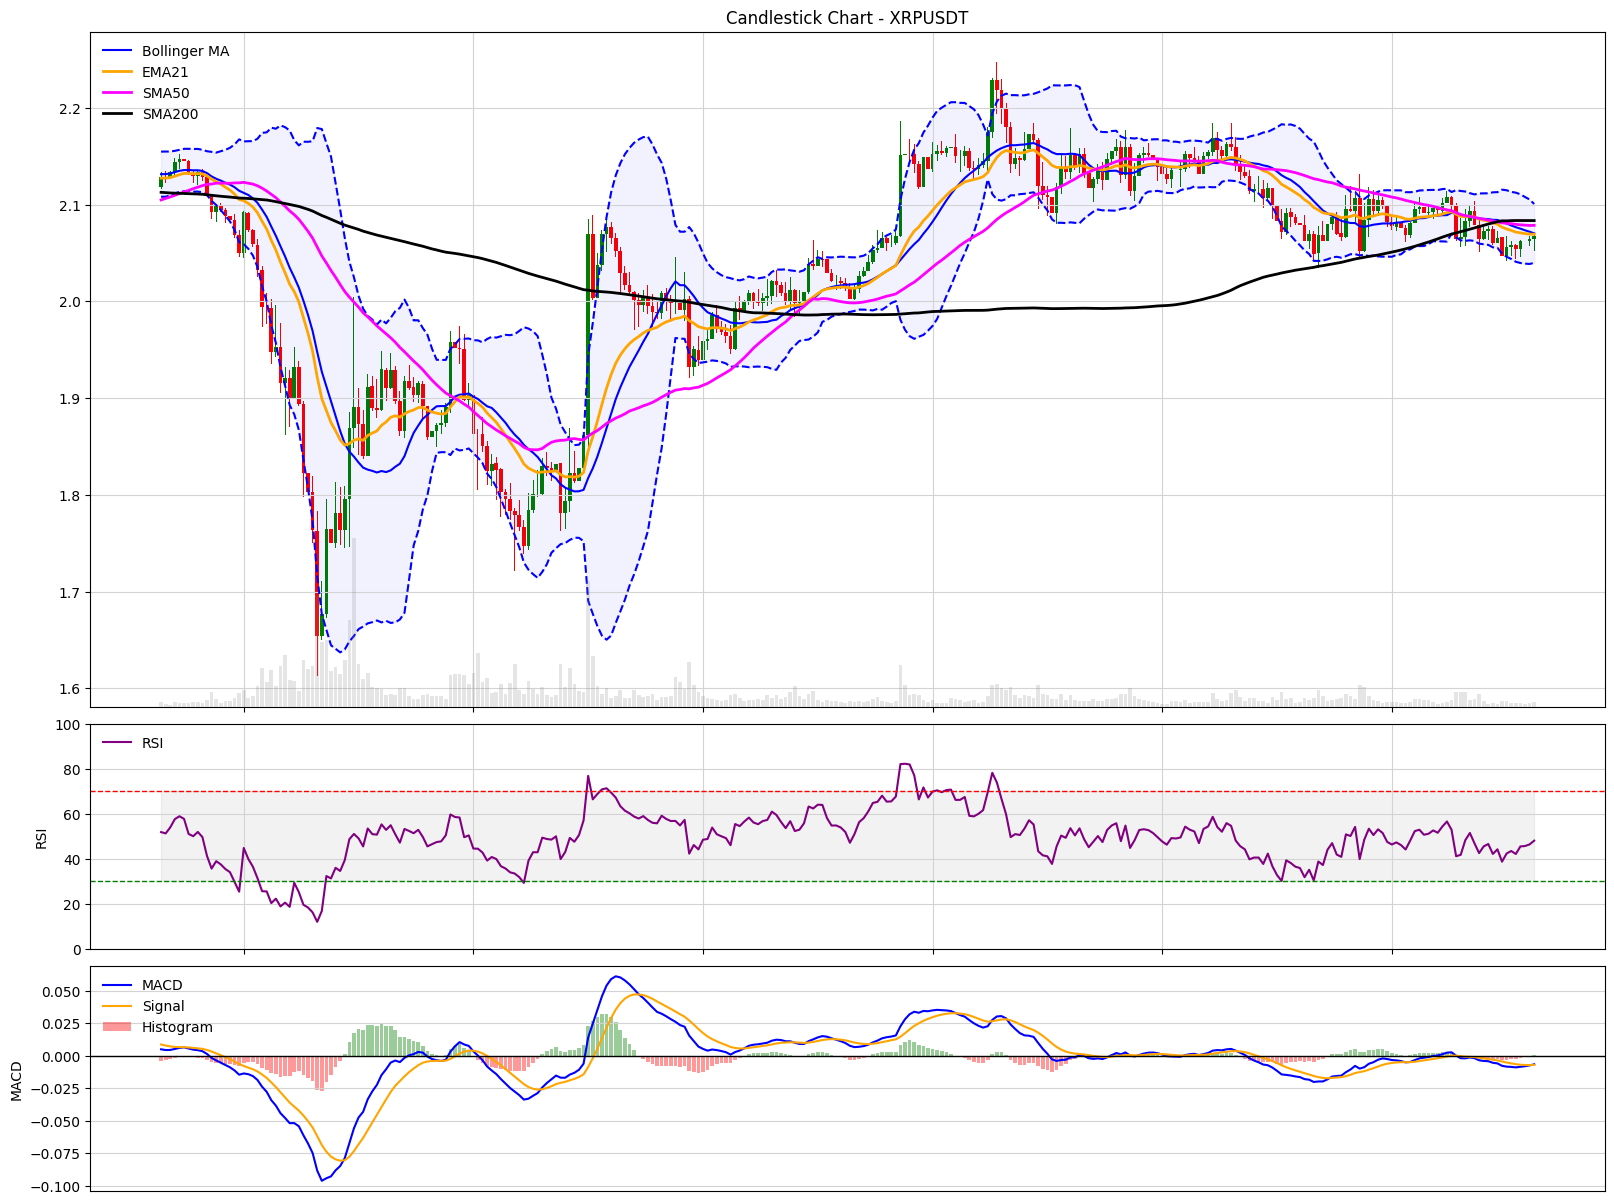 Candlestick Chart - XRPUSDT
Bollinger MA
EMA21
SMA50
SMA200
2.2
2.1
2.0
1.9
1.8
1.7
1.6
100
80
60
40
20
0
RSI
RSI
0.050
0.025
0.000
−0.025
−0.050
−0.075
−0.100
MACD
MACD
Signal
Histogram